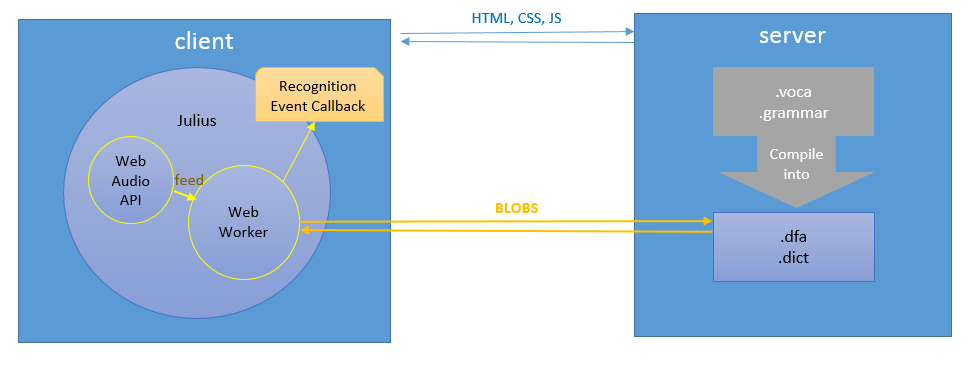 HTML, CSS, JS
client
server
Recognition
Event Callback
.voca
.grammar
Julius
Compile
into
Web
Audio
API
feed
Web
Worker
BLOBS
.dfa
.dict